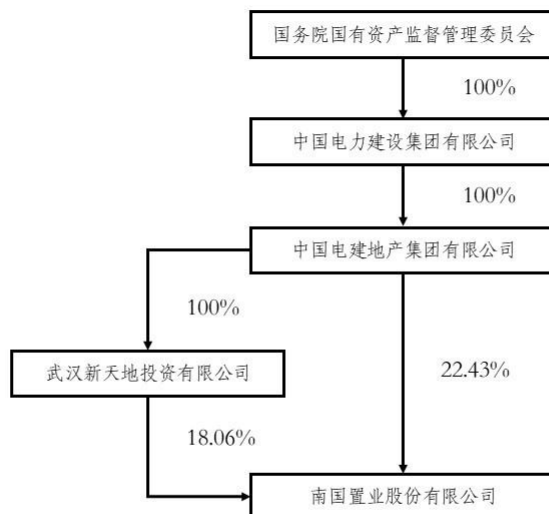 国务院国有资产监督管理委员会
100%
中国电力建设集团有限公司
100%
中国电建地产集团有限公司
100%
武汉新天地投资有限公司
22.43%
18.06%
南国置业股份有限公司